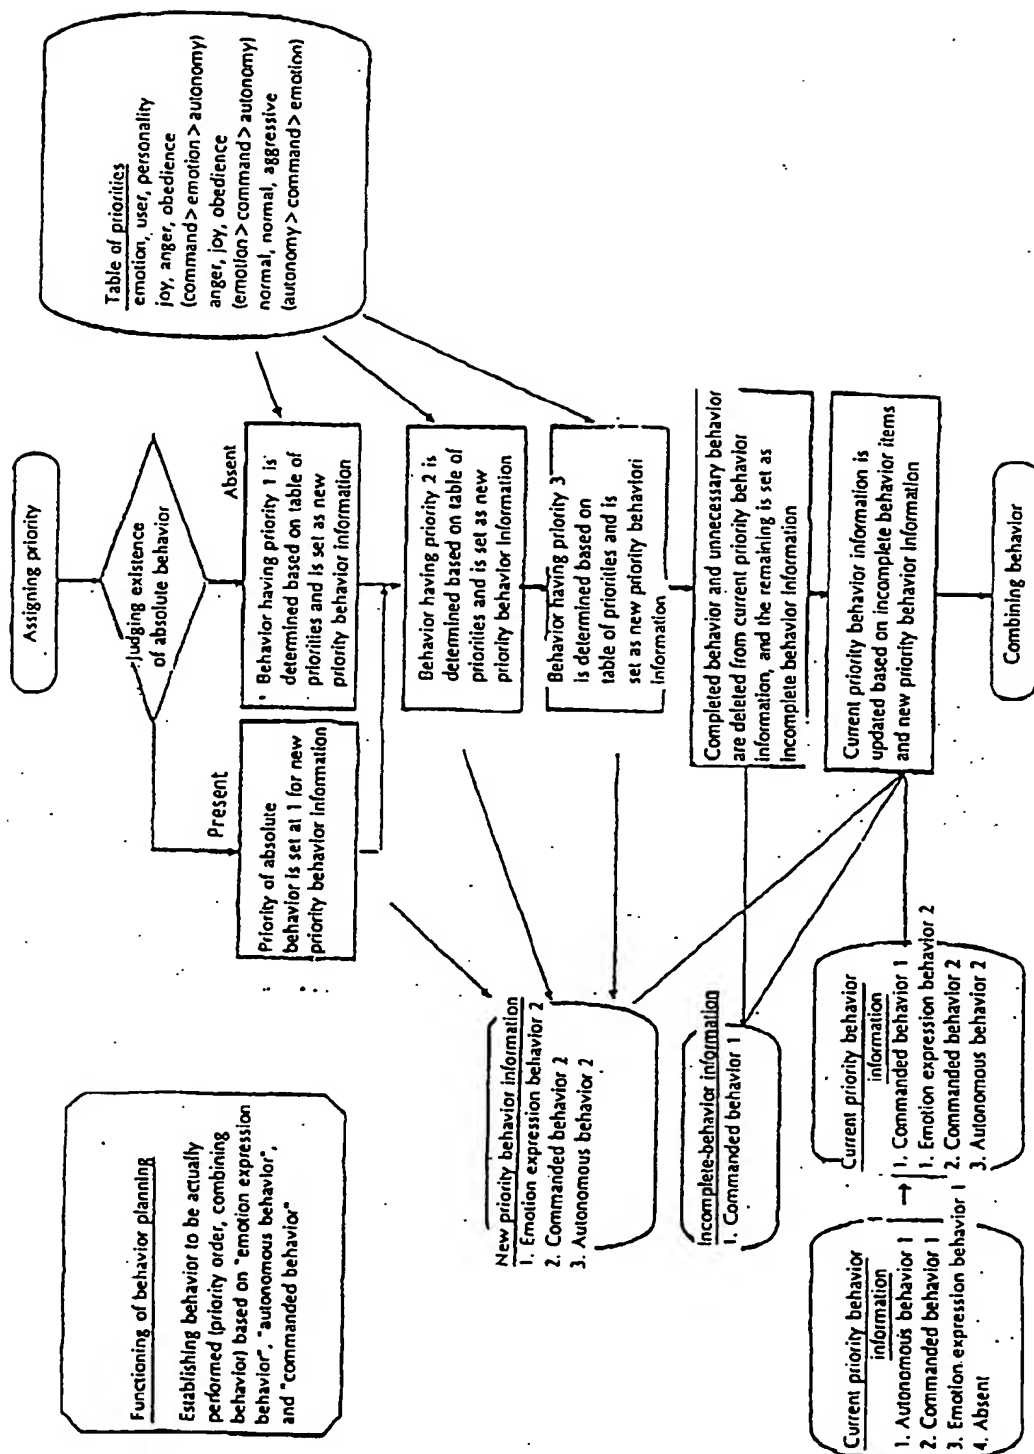 Functioning of behavior planning
Establishing behavior to be actually
performed (priority order, combining
behavior) based on "emotion expression
behavior", "autonomous behavior",
and "commanded behavior"
Assigning priority
Judging existence
of absolute behavior
Present
Absent
Priority of absolute
behavior is set at 1 for new
priority behavior information
Behavior having priority 1 is
determined based on table of
priorities and is set as new
priority behavior information
Table of priorities
emotion, user, personality
joy, anger, obedience
(command > emotion > autonomy)
anger, joy, obedience
(emotion > command > autonomy)
normal, normal, aggressive
(autonomy > command > emotion)
Behavior having priority 2 is
determined based on table of
priorities and is set as new
priority behavior information
Behavior having priority 3
is determined based on
table of priorities and is
set as new priority behaviori
information
Completed behavior and unnecessary behavior
are deleted from current priority behavior
information, and the remaining is set as
incomplete behavior information
Current priority behavior information is
updated based on incomplete behavior items
and new priority behavior information
Combining behavior
New priority behavior information
1. Emotion expression behavior 2
2. Commanded behavior 2
3. Autonomous behavior 2
Incomplete-behavior information
1. Commanded behavior 1
Current priority behavior
information
1. Autonomous behavior 1
2. Commanded behavior 1
3. Emotion expression behavior 1
4. Absent
→
Current priority behavior
information
1. Commanded behavior 1
1. Emotion expression behavior 2
2. Commanded behavior 2
3. Autonomous behavior 2